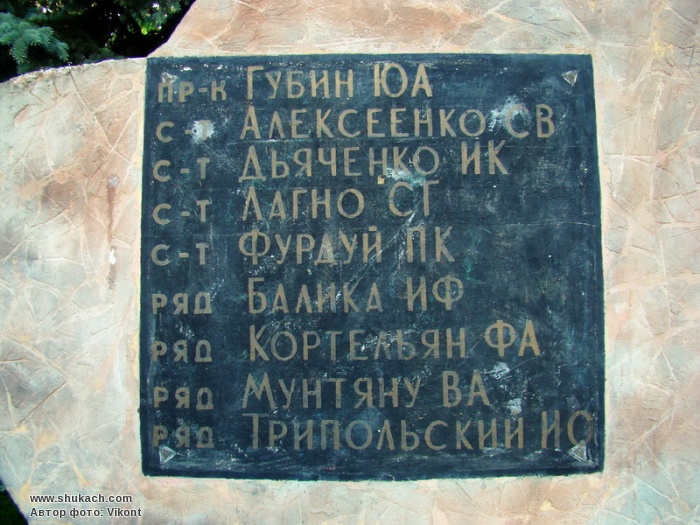 ПР-К ГУБИН ЮА
С-Т АЛЕКСЕЕНКО СВ
С-Т ДЬЯЧЕНКО ИК
С-Т ЛАГНО СГ
С-Т ФУРДУЙ ПК
РЯД БАЛИКА ИФ
РЯД КОРТЕЛЬЯН ФА
РЯД МУНТЯНУ ВА
РЯД ТРИПОЛЬСКИЙ ИО
www.shukach.com
Автор фото: Vikont